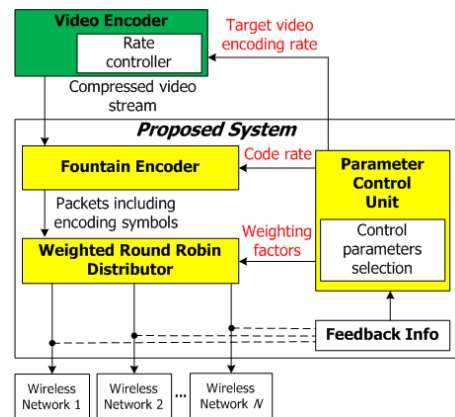 Video Encoder
Rate
controller
Target video
encoding rate
Compressed video
stream
Proposed System
Fountain Encoder
Code rate
Parameter
Control
Unit
Packets including
encoding symbols
Weighted Round Robin
Distributor
Weighting
factors
Control
parameters
selection
Feedback Info
Wireless
Network 1
Wireless
Network 2
...
Wireless
Network N